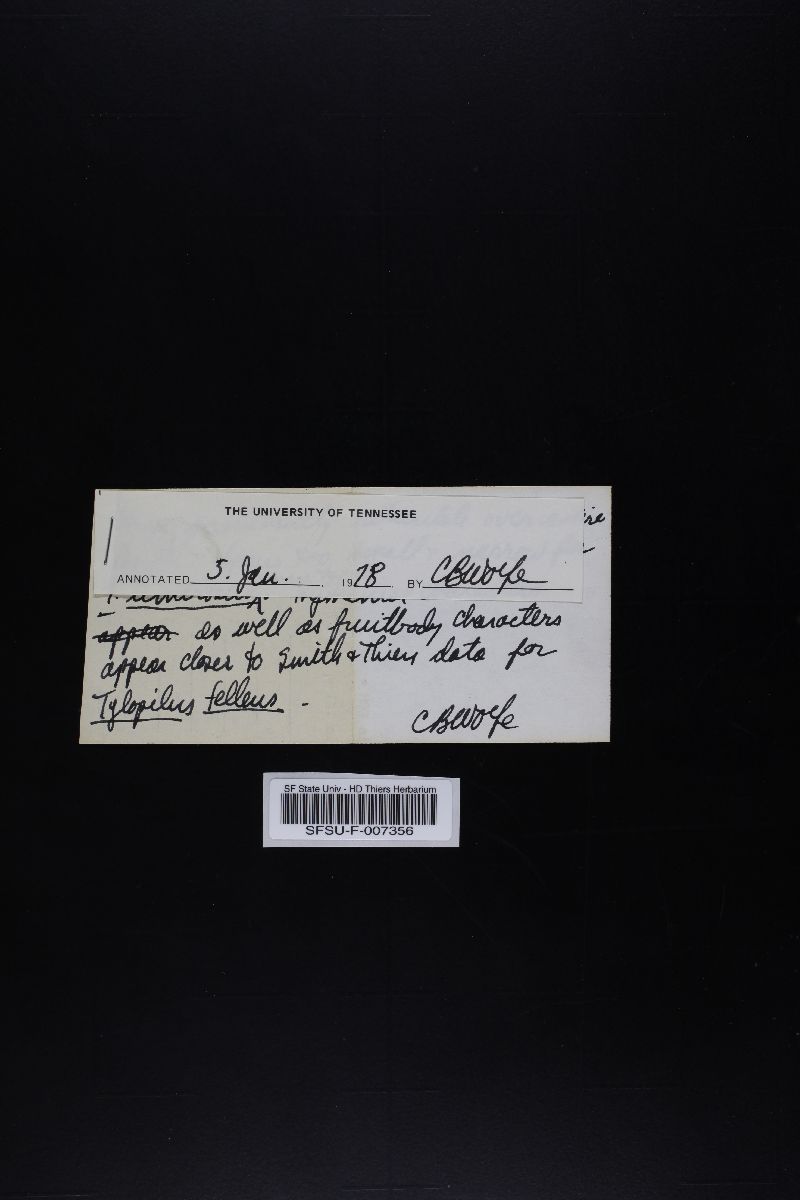 THE UNIVERSITY OF TENNESSEE
ANNOTATED 5. Jan. 1978 BY CBWolfe
appear as well as fruitbody characters
appear closer to Smith & Thiers data for
Tylopilus felleus.
CBWolfe
SF State Univ - HD Thiers Herbarium
SFSU-F-007356